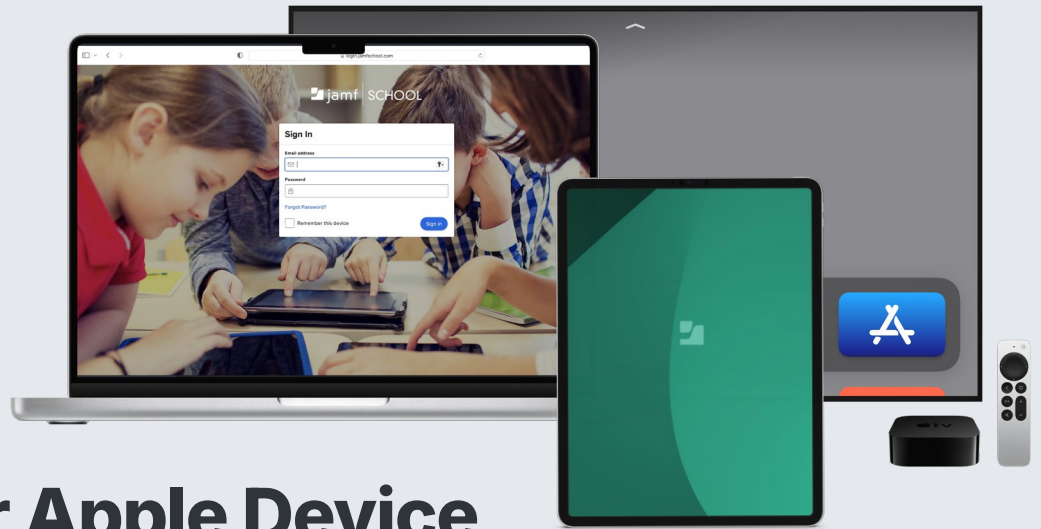 login.jamfschool.com
jamf SCHOOL
Sign In
Email address
Password
Forgot Password?
Remember this device
Sign in
tv
r Apple Device